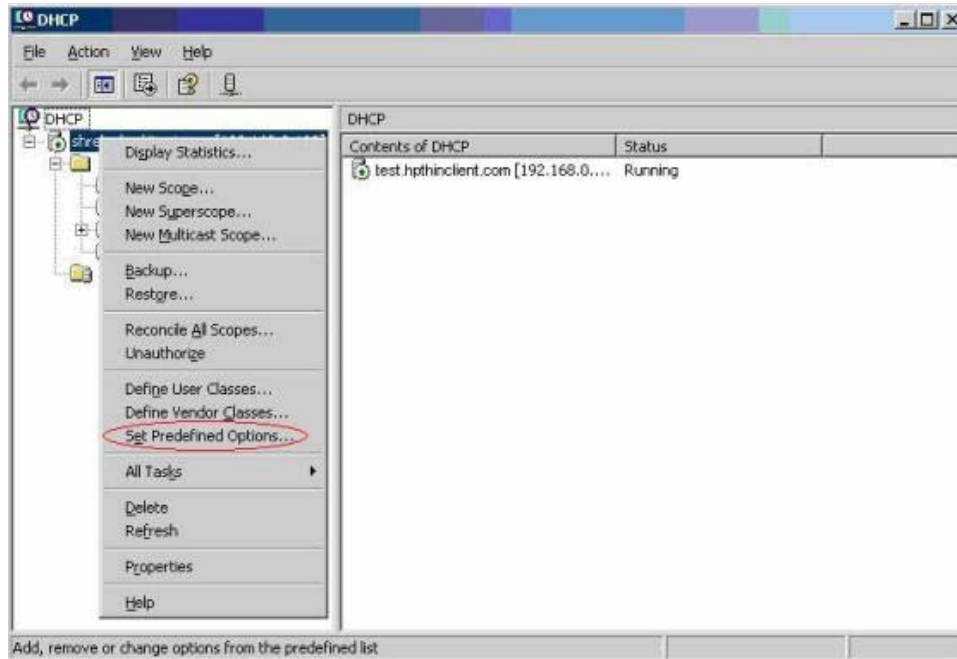 DHCP
File Action View Help
DHCP
DHCP
Contents of DHCP Status
test.hpthinclient.com [192.168.0.... Running
Display Statistics...
New Scope...
New Superscope...
New Multicast Scope...
Backup...
Restore...
Reconcile All Scopes...
Unauthorize
Define User Classes...
Define Vendor Classes...
Set Predefined Options...
All Tasks
Delete
Refresh
Properties
Help
Add, remove or change options from the predefined list